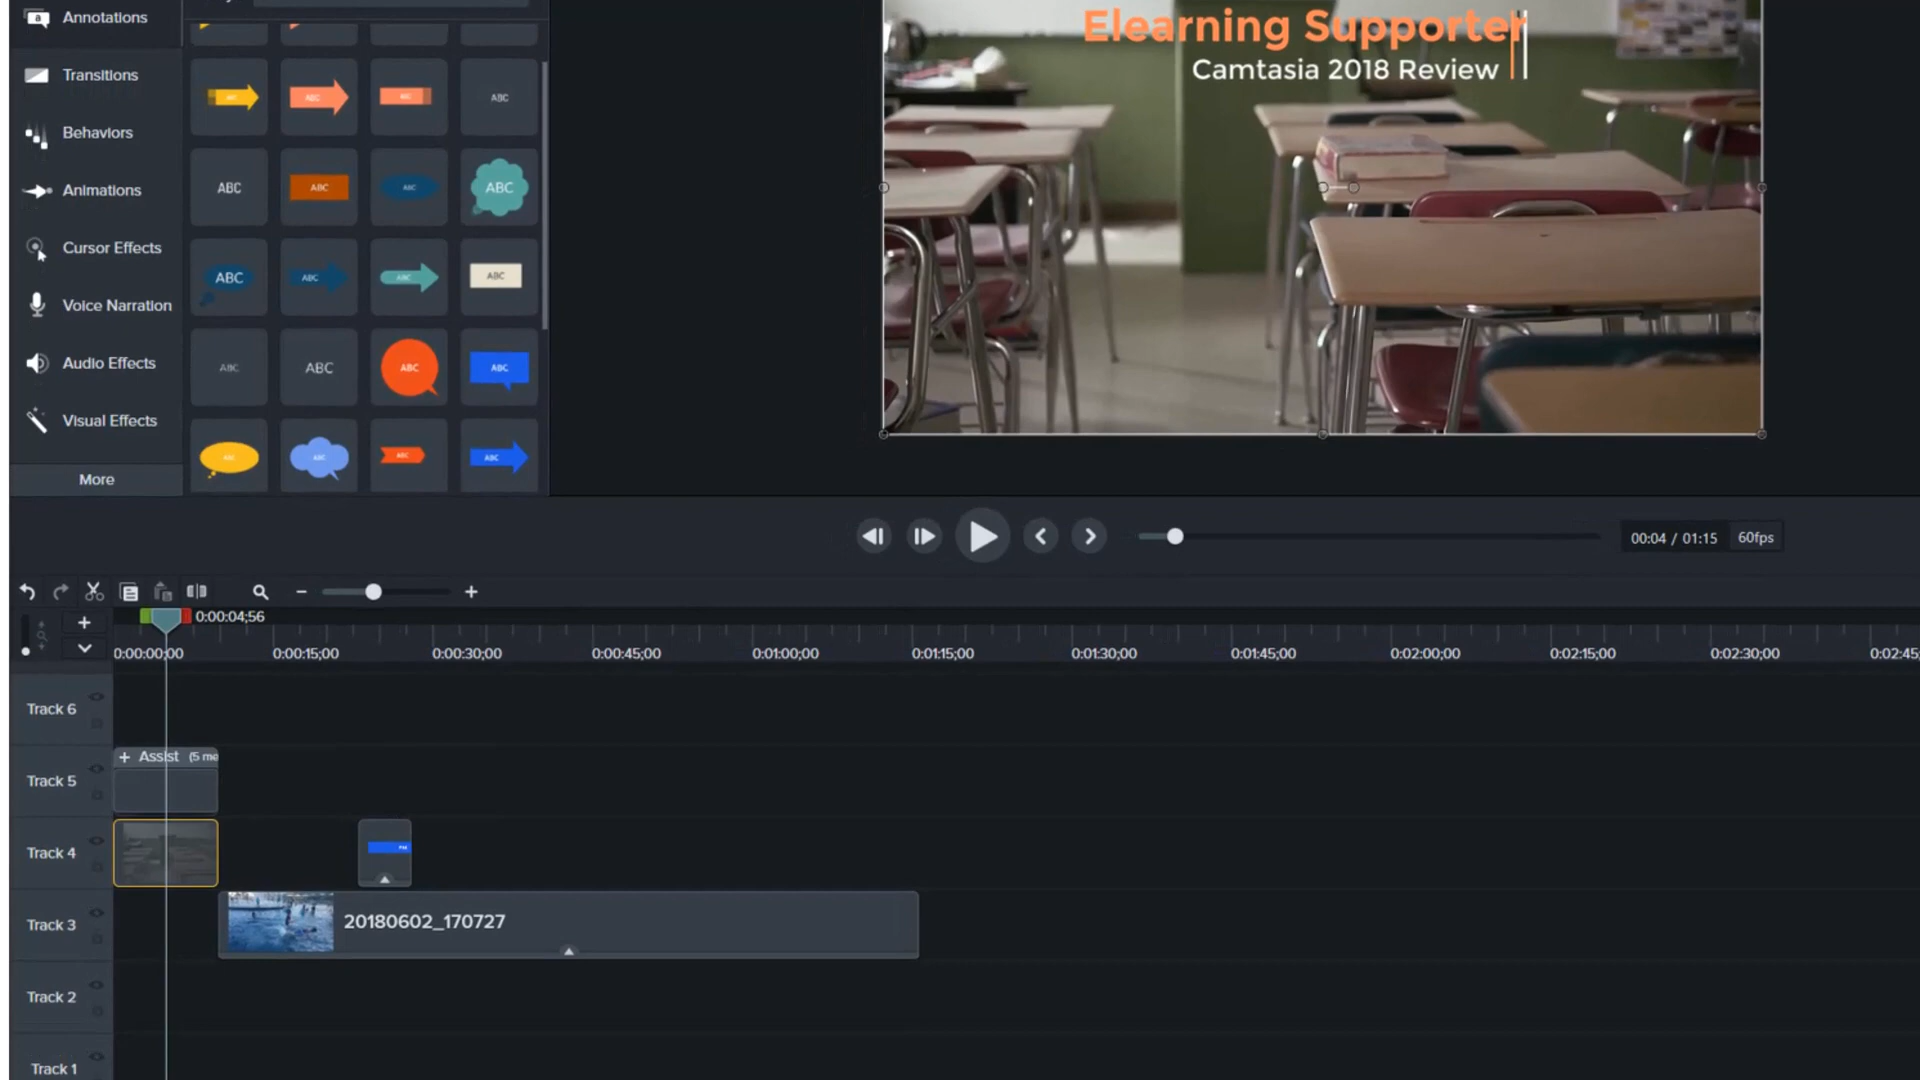 Annotations
Transitions
Behaviors
Animations
Cursor Effects
Voice Narration
Audio Effects
Visual Effects
More
ABC
ABC ABC
ABC ABC ABC ABC
ABC ABC ABC ABC
ABC ABC ABC ABC
ABC ABC ABC
Elearning Supporter
Camtasia 2018 Review
00:04 / 01:15 60fps
0:00:04;56
0:00:00;00 0:00:15;00 0:00:30;00 0:00:45;00 0:01:00;00 0:01:15;00 0:01:30;00 0:01:45;00 0:02:00;00 0:02:15;00 0:02:30;00 0:02:45;
Track 6
Track 5
+ Assist (5 me
Track 4
Track 3
20180602_170727
Track 2
Track 1